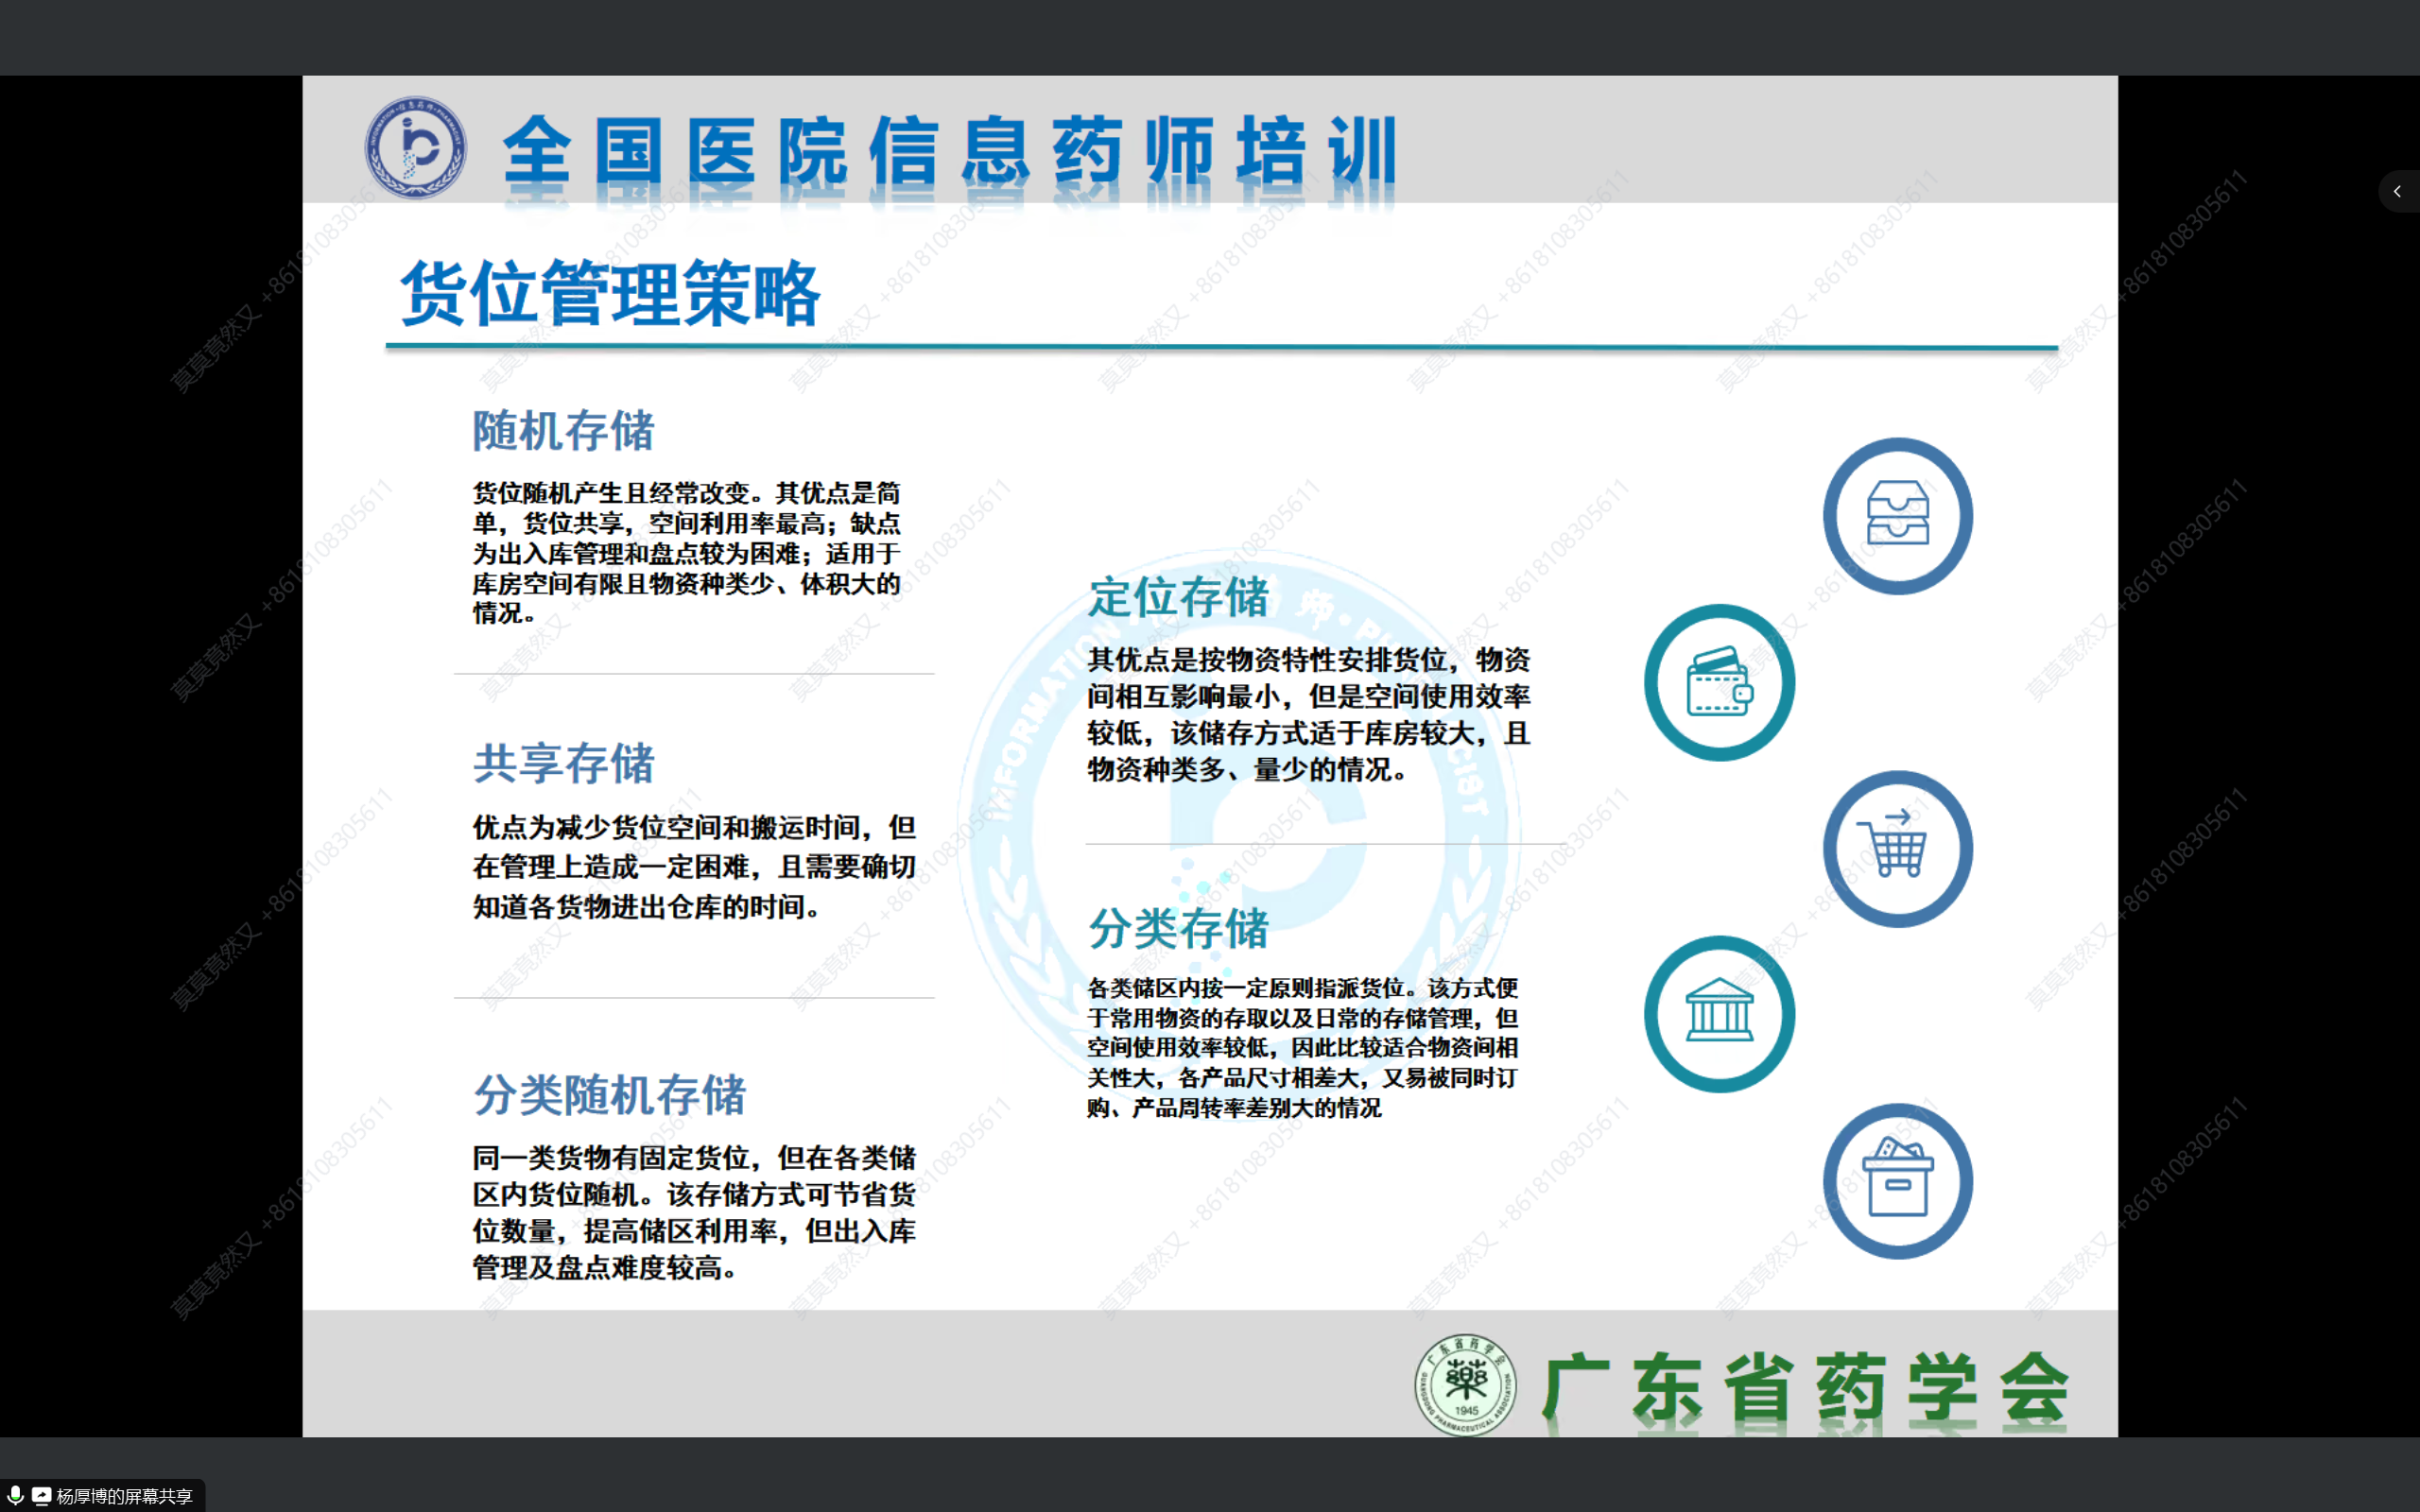 全国医院信息药师培训
货位管理策略
随机存储
货位随机产生且经常改变。其优点是简
单，货位共享，空间利用率最高；缺点
为出入库管理和盘点较为困难；适用于
库房空间有限且物资种类少、体积大的
情况。
共享存储
优点为减少货位空间和搬运时间，但
在管理上造成一定困难，且需要确切
知道各货物进出仓库的时间。
分类随机存储
同一类货物有固定货位，但在各类储
区内货位随机。该存储方式可节省货
位数量，提高储区利用率，但出入库
管理及盘点难度较高。
定位存储
其优点是按物资特性安排货位，物资
间相互影响最小，但是空间使用效率
较低，该储存方式适于库房较大，且
物资种类多、量少的情况。
分类存储
各类储区内按一定原则指派货位。该方式便
于常用物资的存取以及日常的存储管理，但
空间使用效率较低，因此比较适合物资间相
关性大，各产品尺寸相差大，又易被同时订
购、产品周转率差别大的情况
广东省药学会
广东省药学会
1945
GUANGDONG PHARMACEUTICAL ASSOCIATION
杨厚博的屏幕共享
莫莫竟然又 +8618108305611